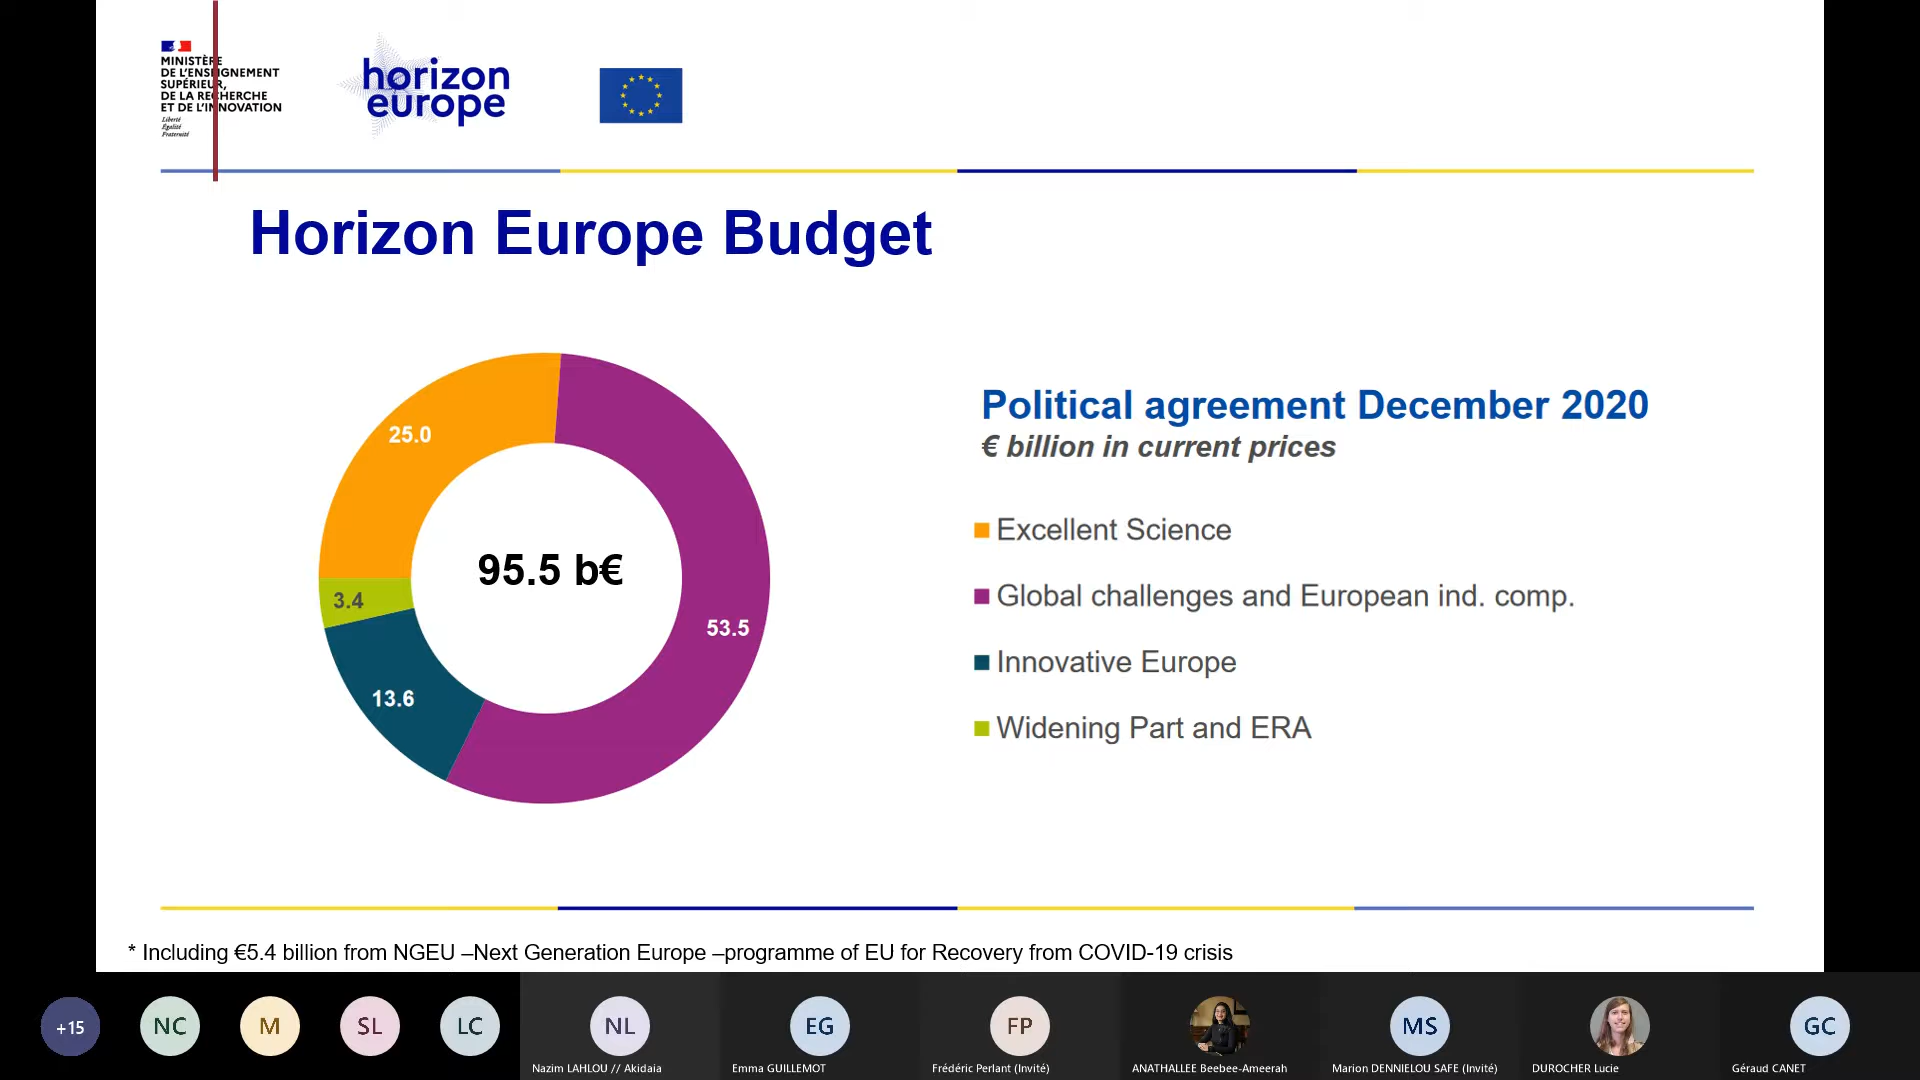 MINISTÈRE
DE L'ENSEIGNEMENT
SUPÉRIEUR,
DE LA RECHERCHE
ET DE L'INNOVATION
Liberté
Égalité
Fraternité
horizon
europe
Horizon Europe Budget
25.0
3.4
13.6
53.5
95.5 b€
Political agreement December 2020
€ billion in current prices
Excellent Science
Global challenges and European ind. comp.
Innovative Europe
Widening Part and ERA
* Including €5.4 billion from NGEU –Next Generation Europe –programme of EU for Recovery from COVID-19 crisis
+15
NC
M
SL
LC
NL
EG
FP
MS
GC
Nazim LAHLOU // Akidaia
Emma GUILLEMOT
Frédéric Perlant (Invité)
ANATHALLEE Beebee-Ameerah
Marion DENNIELOU SAFE (Invité)
DUROCHER Lucie
Géraud CANET